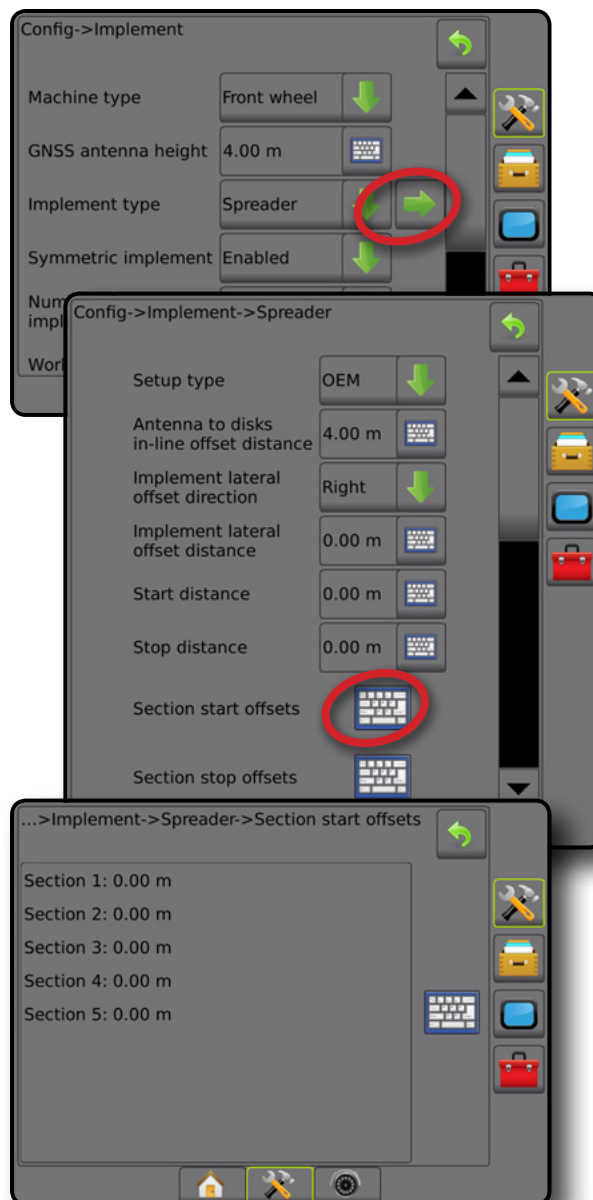 Config->Implement
Machine type Front wheel
GNSS antenna height 4.00 m
Implement type Spreader
Symmetric implement Enabled
Config->Implement->Spreader
Setup type OEM
Antenna to disks
in-line offset distance 4.00 m
Implement lateral
offset direction Right
Implement lateral
offset distance 0.00 m
Start distance 0.00 m
Stop distance 0.00 m
Section start offsets
Section stop offsets
...>Implement->Spreader->Section start offsets
Section 1: 0.00 m
Section 2: 0.00 m
Section 3: 0.00 m
Section 4: 0.00 m
Section 5: 0.00 m